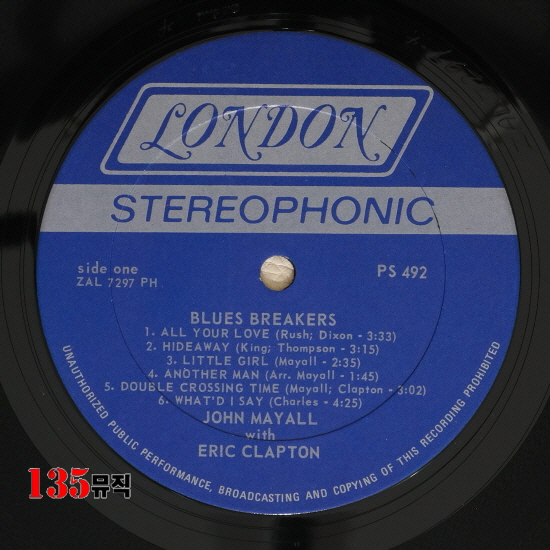 LONDON
STEREOPHONIC
side one
ZAL 7297 PH
PS 492
BLUES BREAKERS
1. ALL YOUR LOVE (Rush; Dixon - 3:33)
2. HIDEAWAY (King; Thompson - 3:15)
3. LITTLE GIRL (Mayall - 2:35)
4. ANOTHER MAN (Arr. Mayall - 1:45)
5. DOUBLE CROSSING TIME (Mayall; Clapton - 3:02)
6. WHAT'D I SAY (Charles - 4:25)
JOHN MAYALL
with
ERIC CLAPTON
UNAUTHORIZED PUBLIC PERFORMANCE, BROADCASTING AND COPYING OF THIS RECORDING PROHIBITED
135뮤직